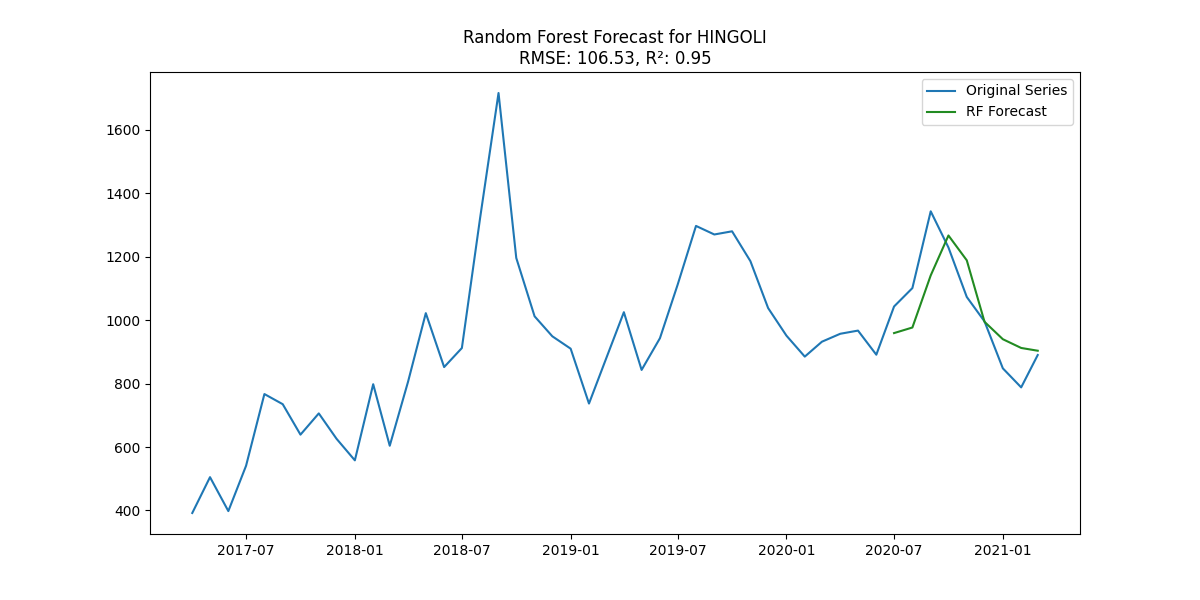 Random Forest Forecast for HINGOLI
RMSE: 106.53, R²: 0.95
Original Series
RF Forecast
1600
1400
1200
1000
800
600
400
2017-07 2018-01 2018-07 2019-01 2019-07 2020-01 2020-07 2021-01